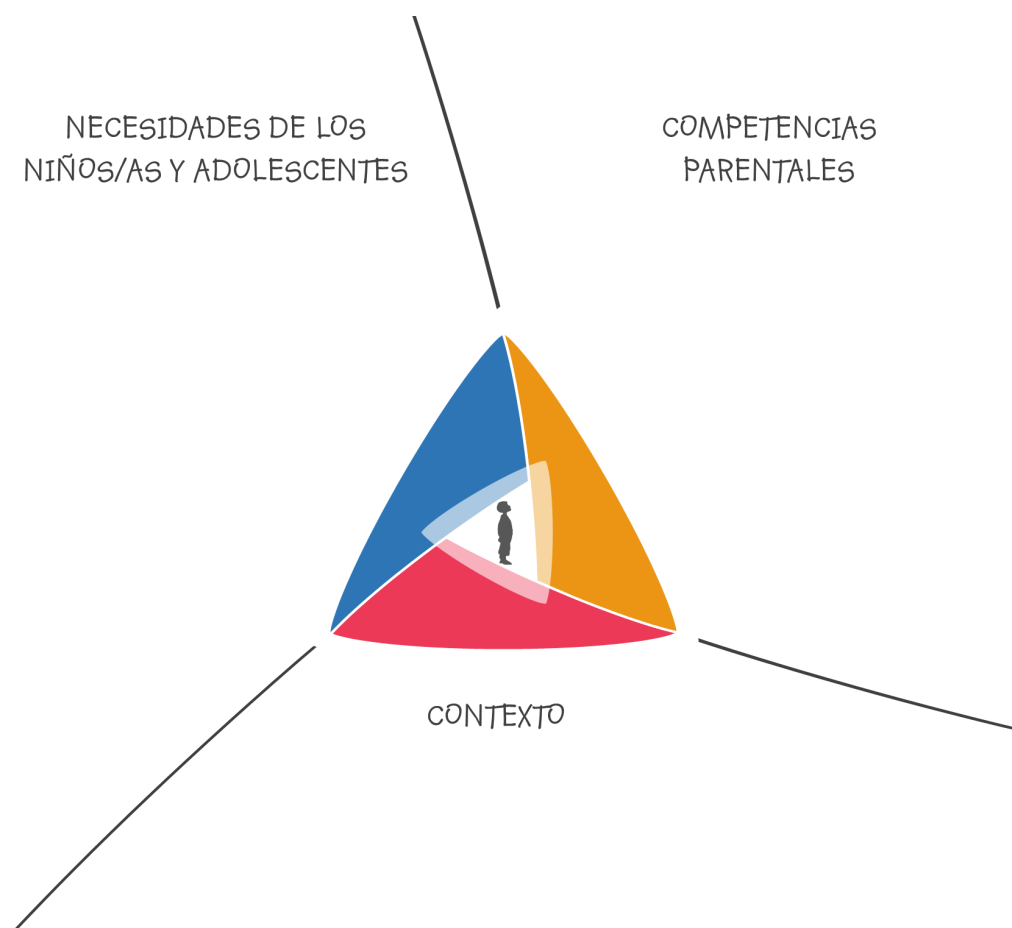 NECESIDADES DE LOS
NIÑOS/AS Y ADOLESCENTES
COMPETENCIAS
PARENTALES
CONTEXTO